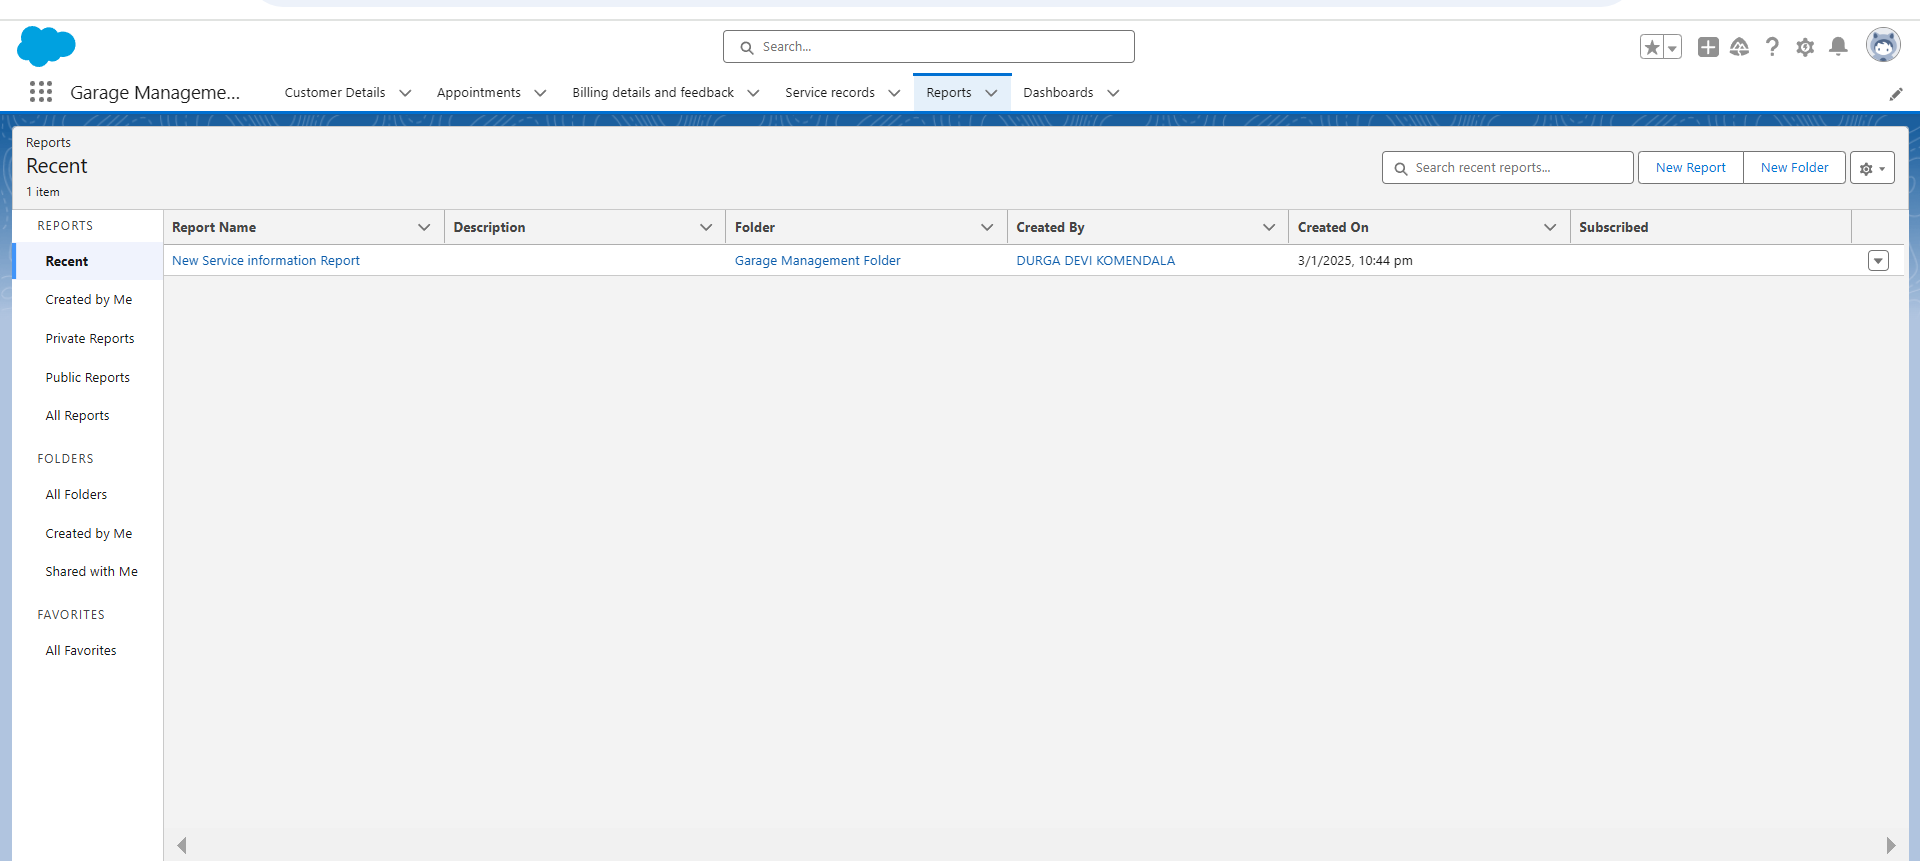 Search...
Garage Manageme...
Customer Details
Appointments
Billing details and feedback
Service records
Reports
Dashboards
Reports
Recent
1 item
Search recent reports...
New Report
New Folder
REPORTS
Recent
Created by Me
Private Reports
Public Reports
All Reports
FOLDERS
All Folders
Created by Me
Shared with Me
FAVORITES
All Favorites
Report Name Description Folder Created By Created On Subscribed
New Service information Report Garage Management Folder DURGA DEVI KOMENDALA 3/1/2025, 10:44 pm